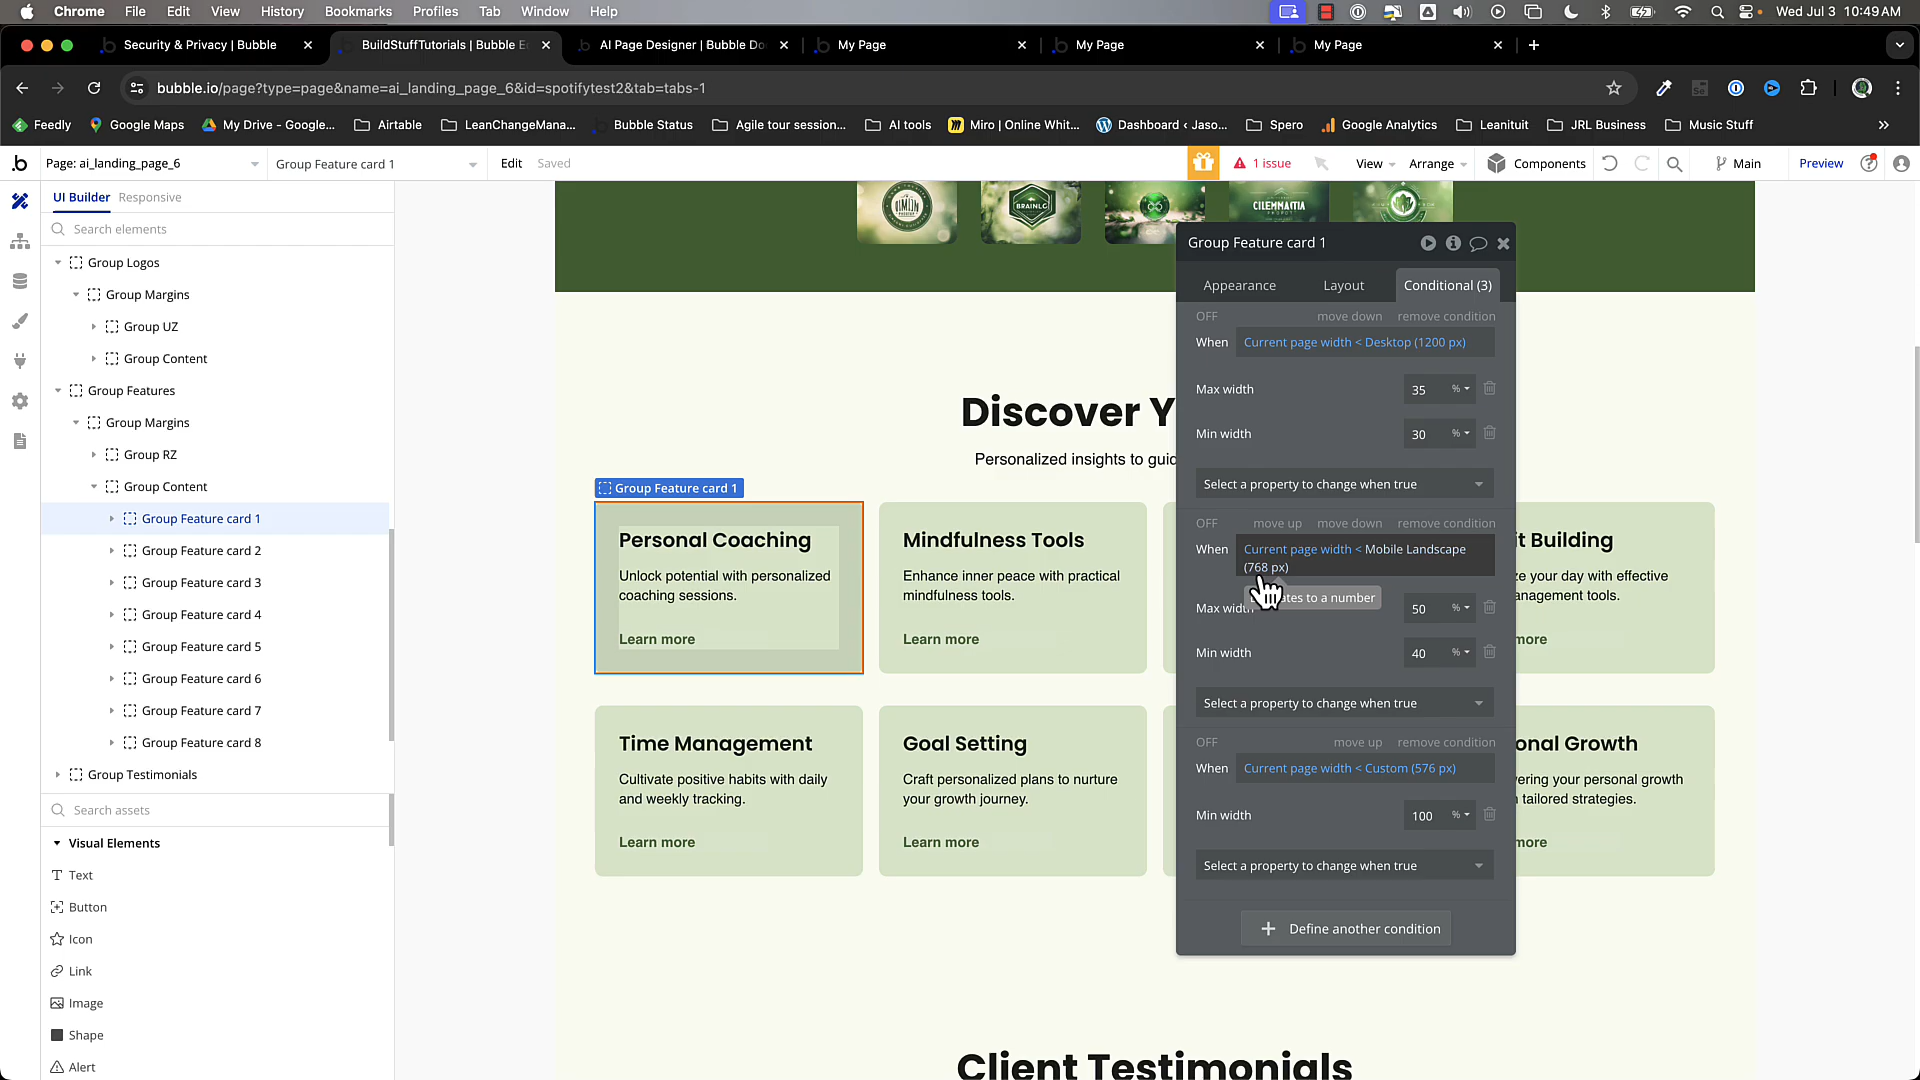 Chrome File Edit View History Bookmarks Profiles Tab Window Help Wed Jul 3 10:49 AM
Security & Privacy | Bubble
BuildStuffTutorials | Bubble E
AI Page Designer | Bubble Do
My Page
My Page
My Page
bubble.io/page?type=page&name=ai_landing_page_6&id=spotifytest2&tab=tabs-1
Feedly Google Maps My Drive - Google... Airtable LeanChangeMana... Bubble Status Agile tour session... AI tools Miro | Online Whit... Dashboard ‹ Jaso... Spero Google Analytics Leanituit JRL Business Music Stuff
Page: ai_landing_page_6 Group Feature card 1 Edit Saved 1 issue View Arrange Components Main Preview
UI Builder Responsive
Search elements
Group Logos
Group Margins
Group UZ
Group Content
Group Features
Group Margins
Group RZ
Group Content
Group Feature card 1
Group Feature card 2
Group Feature card 3
Group Feature card 4
Group Feature card 5
Group Feature card 6
Group Feature card 7
Group Feature card 8
Group Testimonials
Search assets
Visual Elements
Text
Button
Icon
Link
Image
Shape
Alert
BRAINLG
Discover Y
Personalized insights to guid
Group Feature card 1
Personal Coaching
Unlock potential with personalized
coaching sessions.
Learn more
Mindfulness Tools
Enhance inner peace with practical
mindfulness tools.
Learn more
it Building
ze your day with effective
anagement tools.
more
Time Management
Cultivate positive habits with daily
and weekly tracking.
Learn more
Goal Setting
Craft personalized plans to nurture
your growth journey.
Learn more
onal Growth
vering your personal growth
tailored strategies.
more
Client Testimonials
Group Feature card 1
Appearance Layout Conditional (3)
OFF move down remove condition
When Current page width < Desktop (1200 px)
Max width 35 %
Min width 30 %
Select a property to change when true
OFF move up move down remove condition
When Current page width < Mobile Landscape
(768 px)
ates to a number
Max width 50 %
Min width 40 %
Select a property to change when true
OFF move up remove condition
When Current page width < Custom (576 px)
Min width 100 %
Select a property to change when true
Define another condition